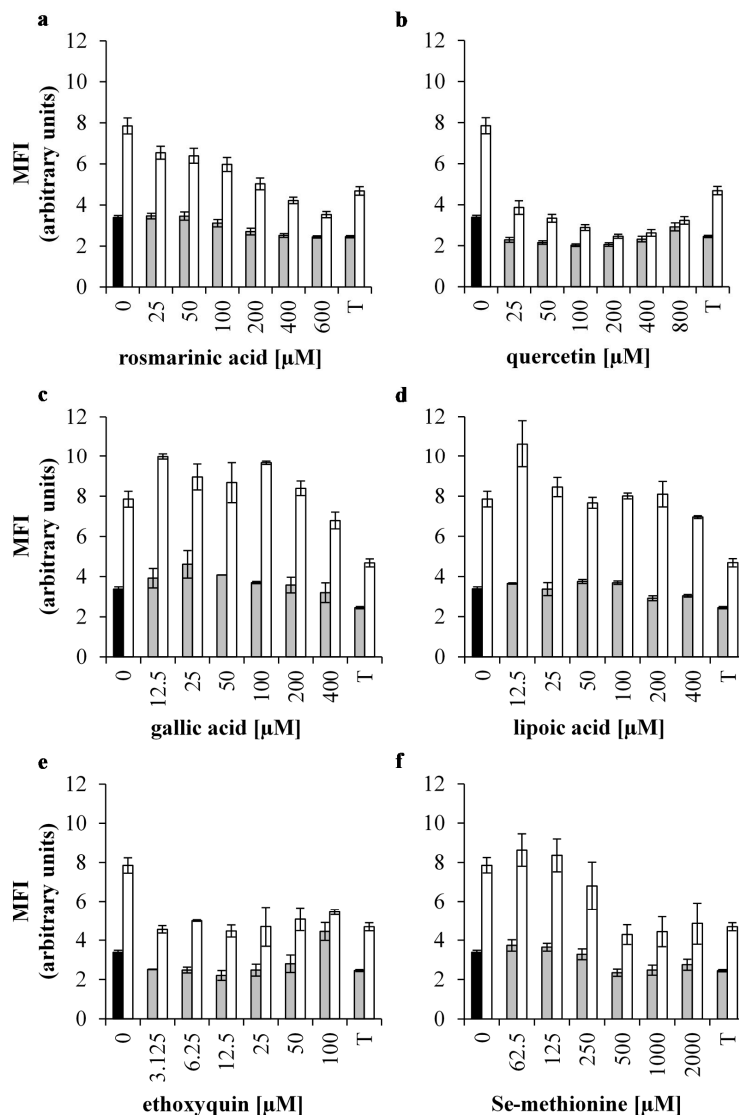 a
12
10
8
6
4
2
0
MFI
(arbitrary units)
0 25 50 100 200 400 600 T
rosmarinic acid [µM]
b
12
10
8
6
4
2
0
0 25 50 100 200 400 800 T
quercetin [µM]
c
12
10
8
6
4
2
0
MFI
(arbitrary units)
0 12.5 25 50 100 200 400 T
gallic acid [µM]
d
12
10
8
6
4
2
0
0 12.5 25 50 100 200 400 T
lipoic acid [µM]
e
12
10
8
6
4
2
0
MFI
(arbitrary units)
0 3.125 6.25 12.5 25 50 100 T
ethoxyquin [µM]
f
12
10
8
6
4
2
0
0 62.5 125 250 500 1000 2000 T
Se-methionine [µM]